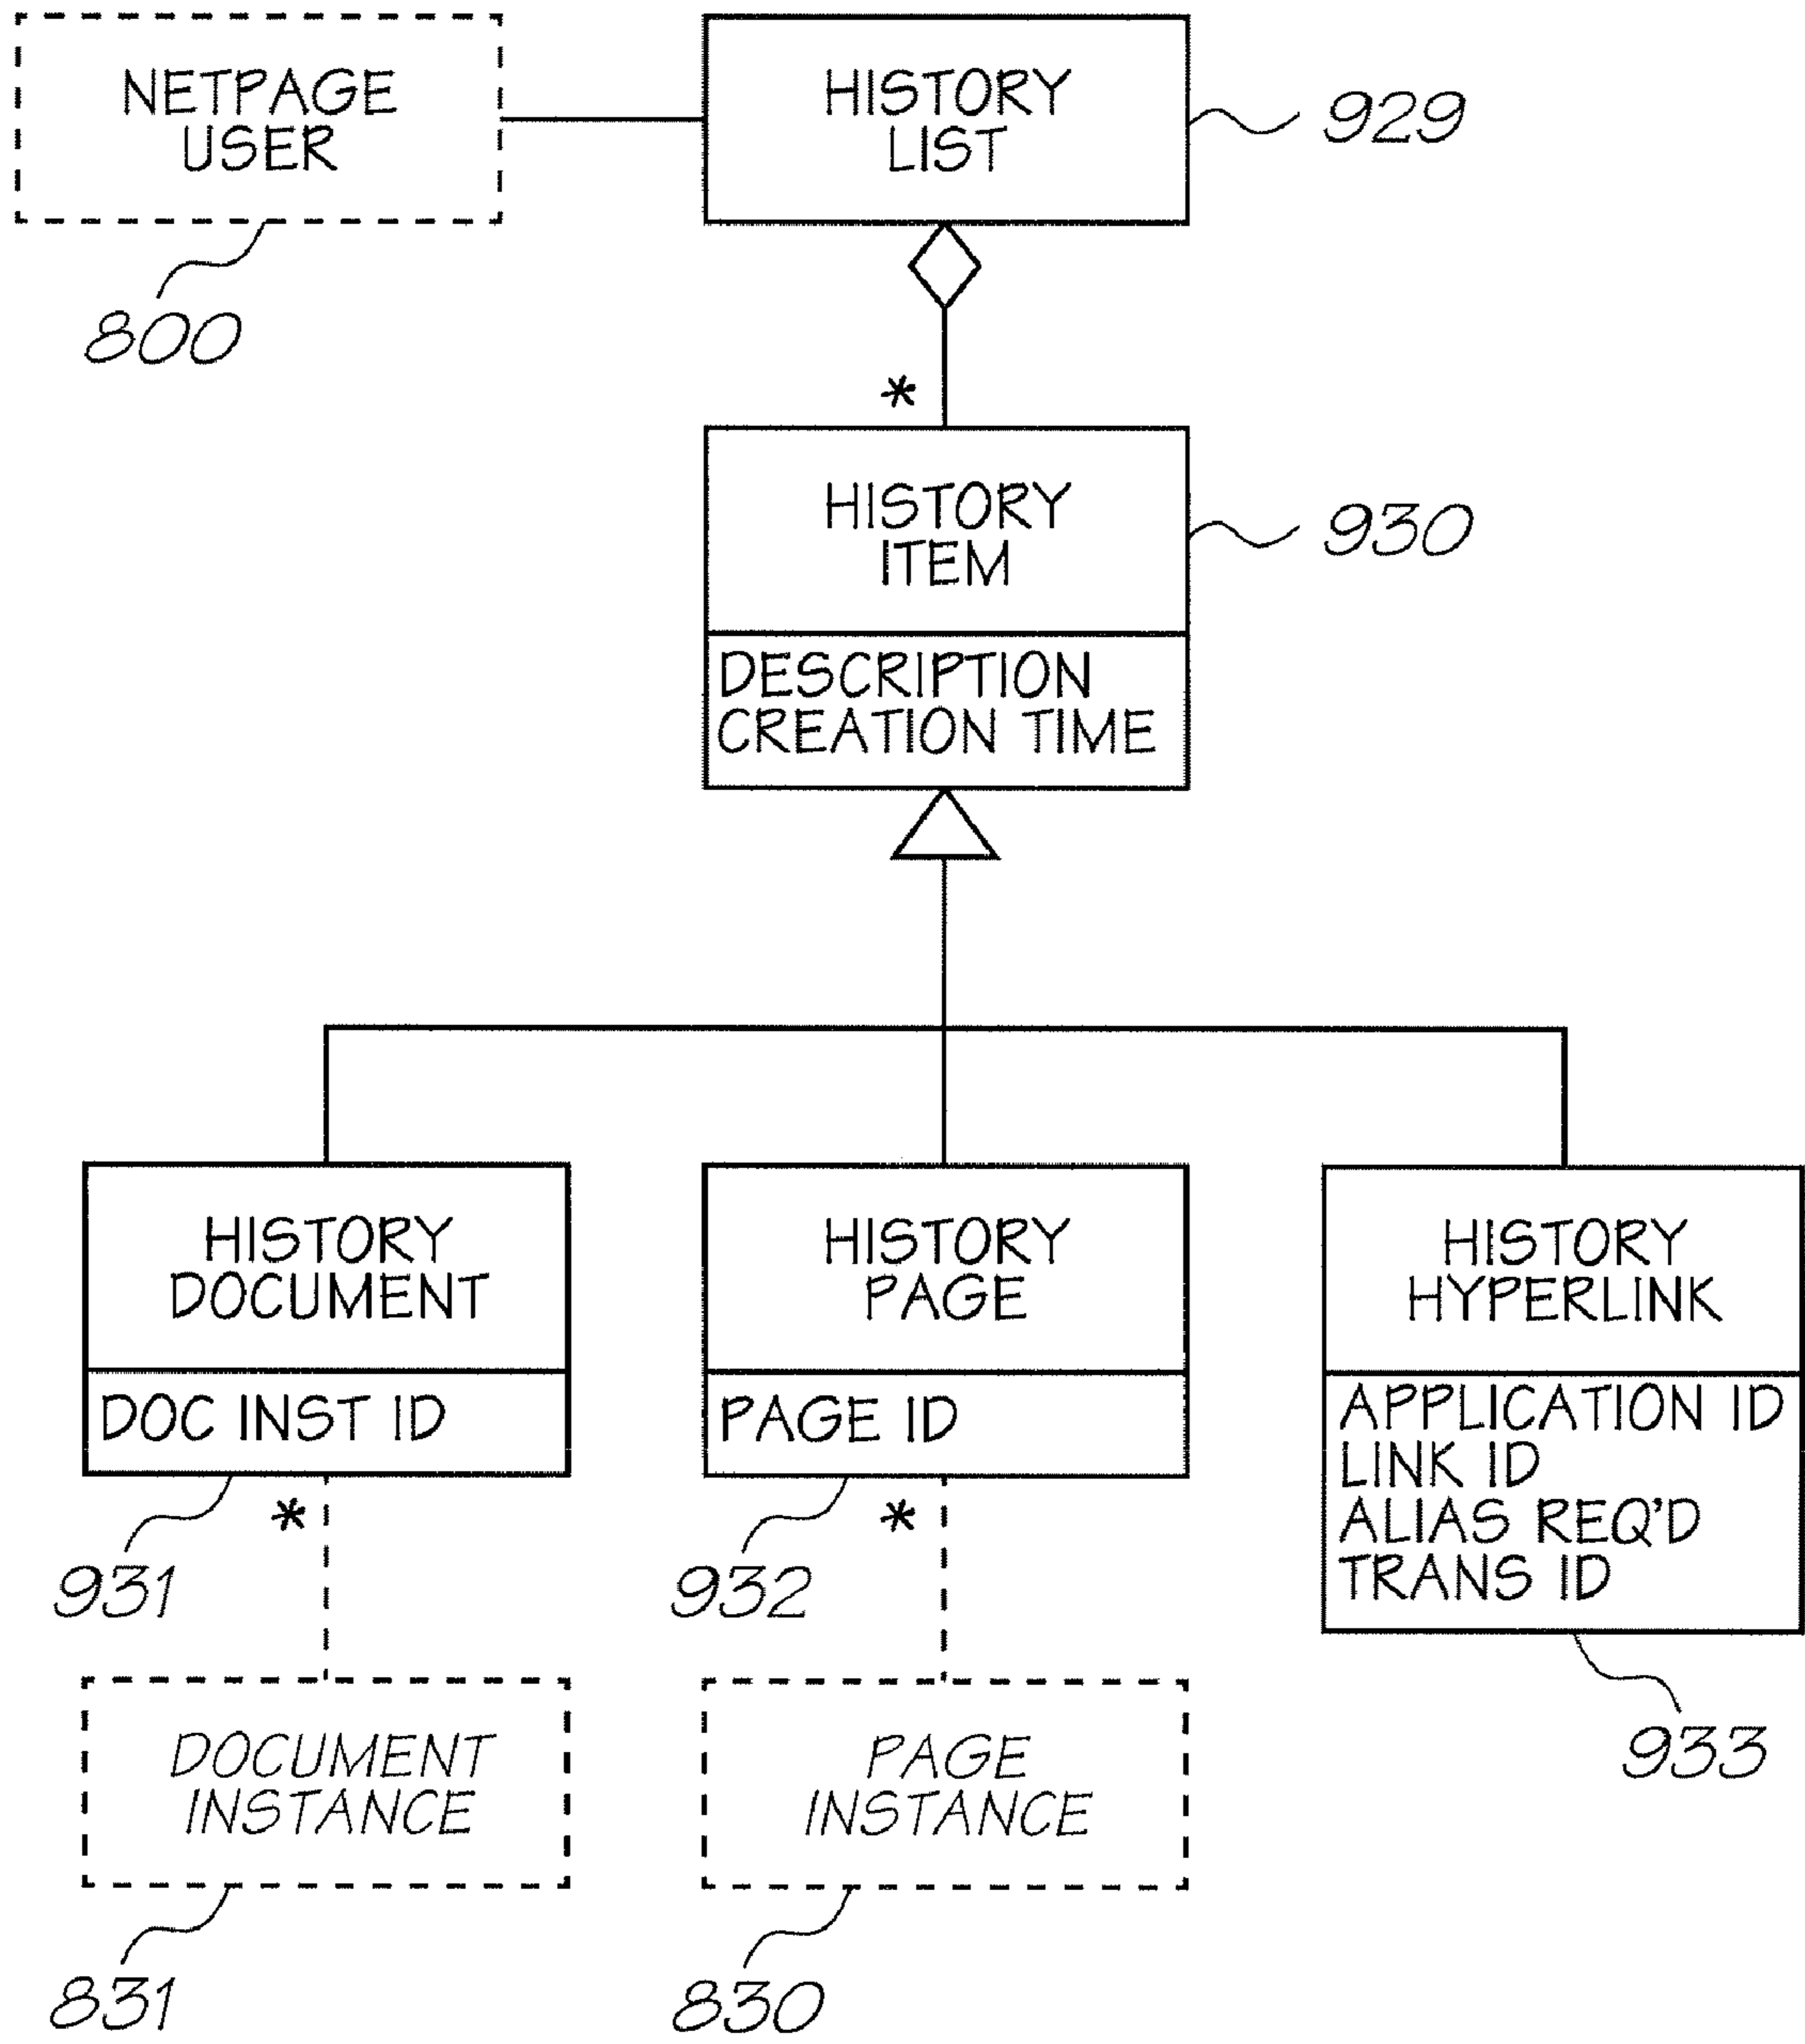 NETPAGE
USER
HISTORY
LIST
929
800
*
HISTORY
ITEM
930
DESCRIPTION
CREATION TIME
HISTORY
DOCUMENT
HISTORY
PAGE
HISTORY
HYPERLINK
DOC INST ID
PAGE ID
APPLICATION ID
LINK ID
ALIAS REQ'D
TRANS ID
*
*
931
932
933
DOCUMENT
INSTANCE
PAGE
INSTANCE
831
830